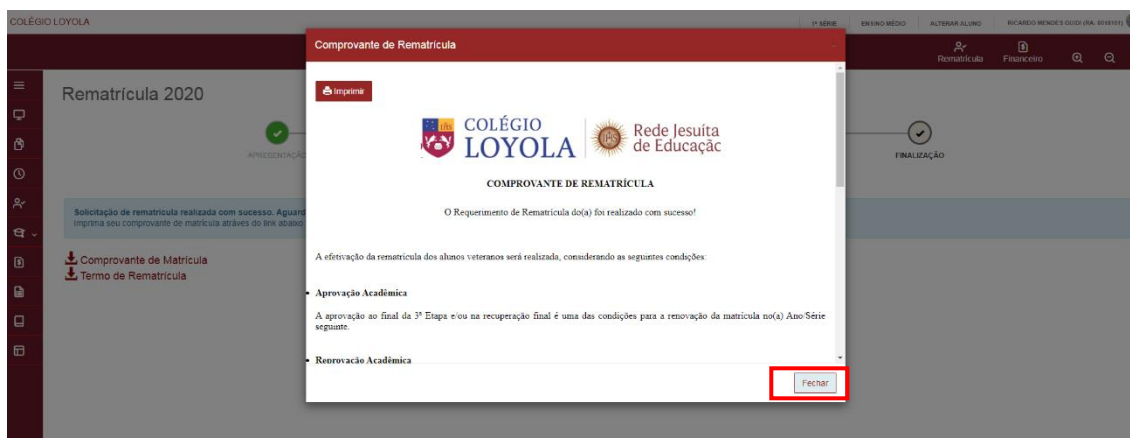 COLÉGIO LOYOLA
1ª SÉRIE
ENSINO MÉDIO
ALTERAR ALUNO
RICARDO MENDES GUIDI (RA:
Rematrícula
Financeiro
Rematrícula 2020
APRESENTAÇÃO
FINALIZAÇÃO
Solicitação de rematrícula realizada com sucesso. Aguard
Imprima seu comprovante de matrícula atráves do link abaixo
Comprovante de Matrícula
Termo de Rematrícula
Comprovante de Rematrícula
Imprimir
IHS
COLÉGIO
LOYOLA
IHS
Rede Jesuíta
de Educação
COMPROVANTE DE REMATRÍCULA
O Requerimento de Rematrícula do(a) foi realizado com sucesso!
A efetivação da rematrícula dos alunos veteranos será realizada, considerando as seguintes condições:
• Aprovação Acadêmica
A aprovação ao final da 3ª Etapa e/ou na recuperação final é uma das condições para a renovação da matrícula no(a) Ano/Série
seguinte.
• Reprovação Acadêmica
Fechar